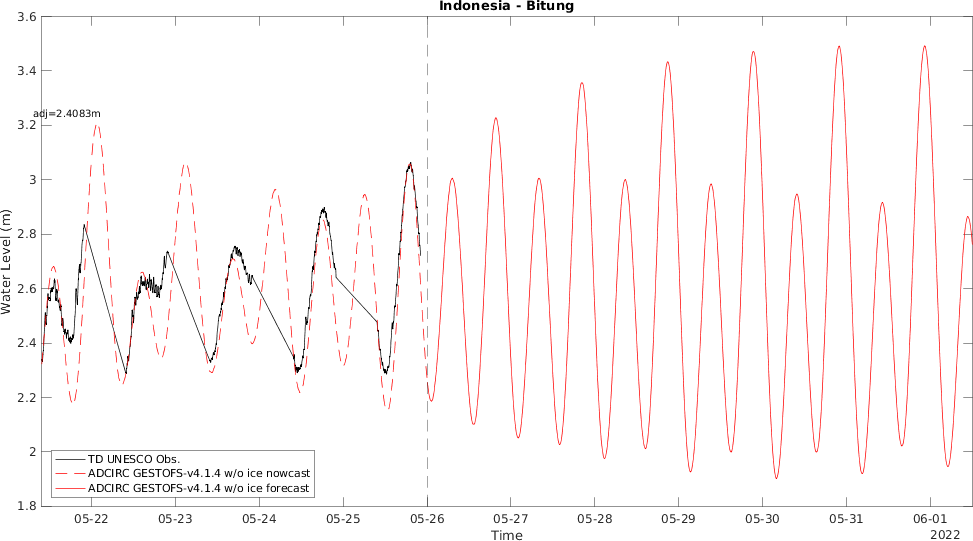 Indonesia - Bitung
adj=2.4083m
Water Level (m)
3.6
3.4
3.2
3
2.8
2.6
2.4
2.2
2
1.8
TD UNESCO Obs.
ADCIRC GESTOFS-v4.1.4 w/o ice nowcast
ADCIRC GESTOFS-v4.1.4 w/o ice forecast
05-22 05-23 05-24 05-25 05-26 05-27 05-28 05-29 05-30 05-31 06-01
Time
2022